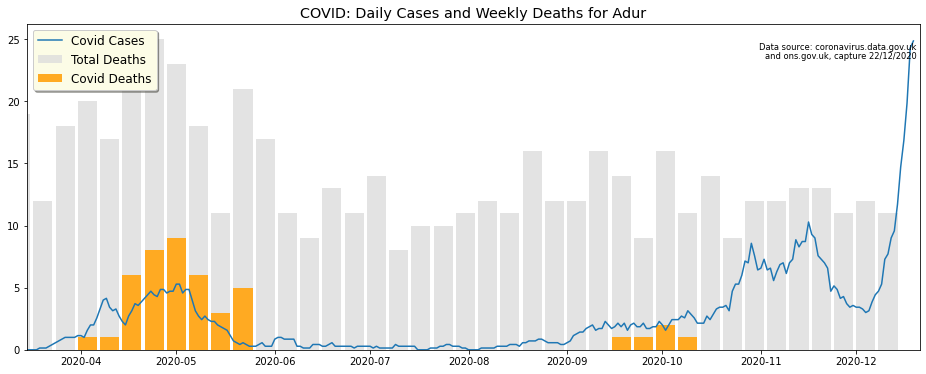 COVID: Daily Cases and Weekly Deaths for Adur
Covid Cases
Total Deaths
Covid Deaths
Data source: coronavirus.data.gov.uk
and ons.gov.uk, capture 22/12/2020
25
20
15
10
5
0
2020-04 2020-05 2020-06 2020-07 2020-08 2020-09 2020-10 2020-11 2020-12